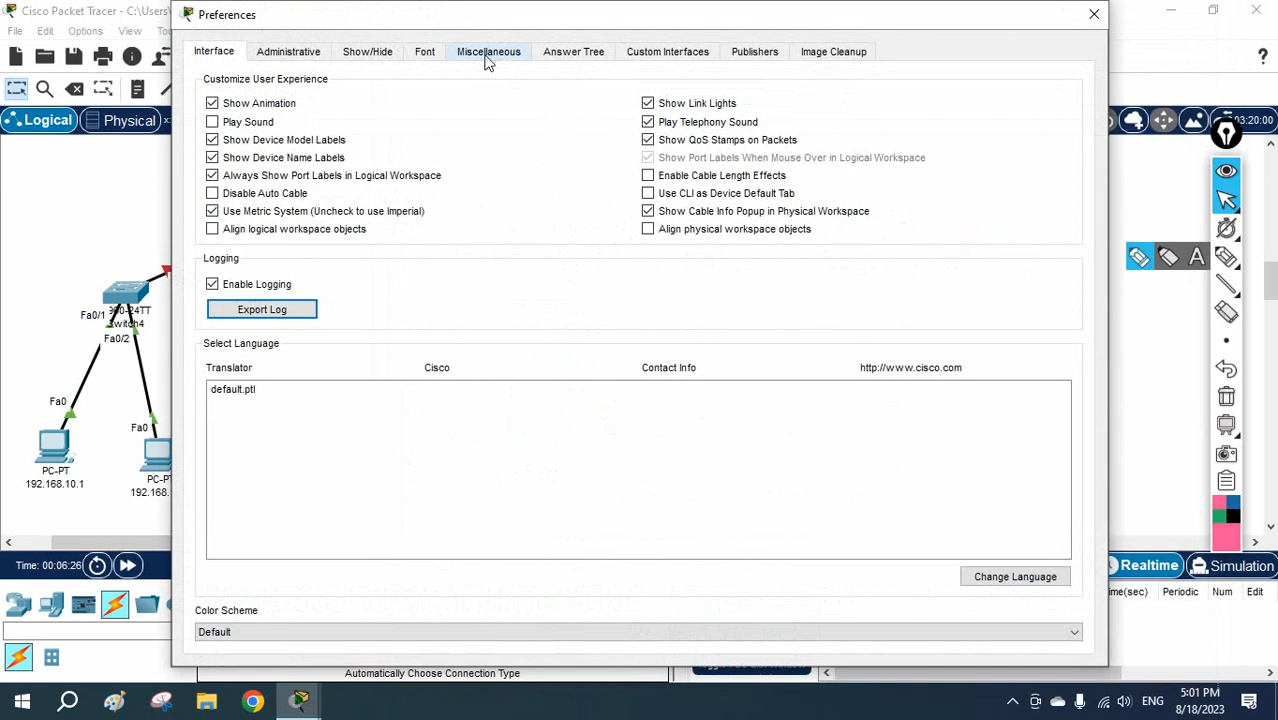 Cisco Packet Tracer - C:\Users\
Preferences
File Edit Options View
Interface Administrative Show/Hide Font Miscellaneous Answer Tree Custom Interfaces Publishers Image Cleanup
Customize User Experience
Show Animation
Play Sound
Show Device Model Labels
Show Device Name Labels
Always Show Port Labels in Logical Workspace
Disable Auto Cable
Use Metric System (Uncheck to use Imperial)
Align logical workspace objects
Show Link Lights
Play Telephony Sound
Show QoS Stamps on Packets
Show Port Labels When Mouse Over in Logical Workspace
Enable Cable Length Effects
Use CLI as Device Default Tab
Show Cable Info Popup in Physical Workspace
Align physical workspace objects
Logical Physical
03:20:00
A
Logging
Enable Logging
Export Log
Select Language
Translator Cisco Contact Info http://www.cisco.com
default.ptl
Change Language
Color Scheme
Default
Fa0/1
Fa0/2
Fa0
Fa0
PC-PT
192.168.10.1
Time: 00:06:26
Realtime Simulation
Periodic Num Edit
Automatically Choose Connection Type
ENG
5:01 PM
8/18/2023